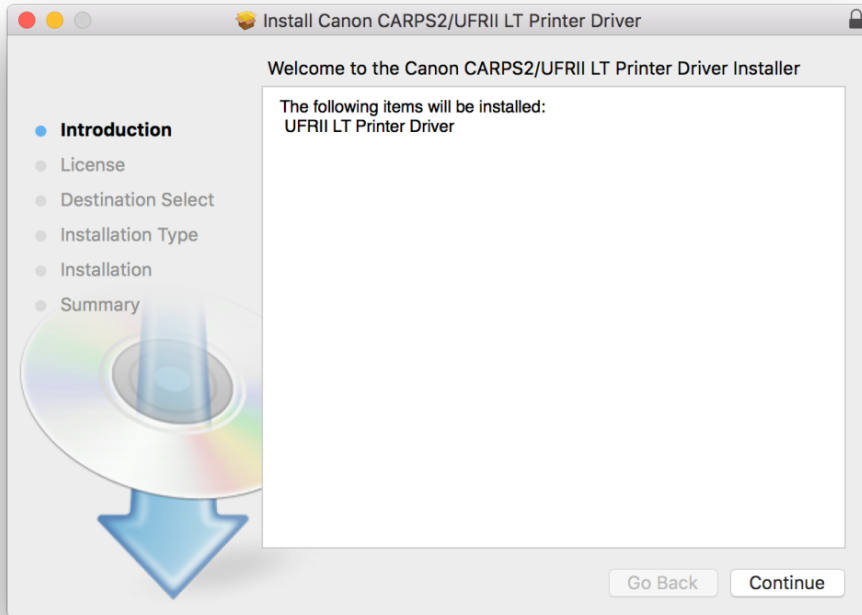 Install Canon CARPS2/UFRII LT Printer Driver
Welcome to the Canon CARPS2/UFRII LT Printer Driver Installer
Introduction
License
Destination Select
Installation Type
Installation
Summary
The following items will be installed:
UFRII LT Printer Driver
Go Back
Continue